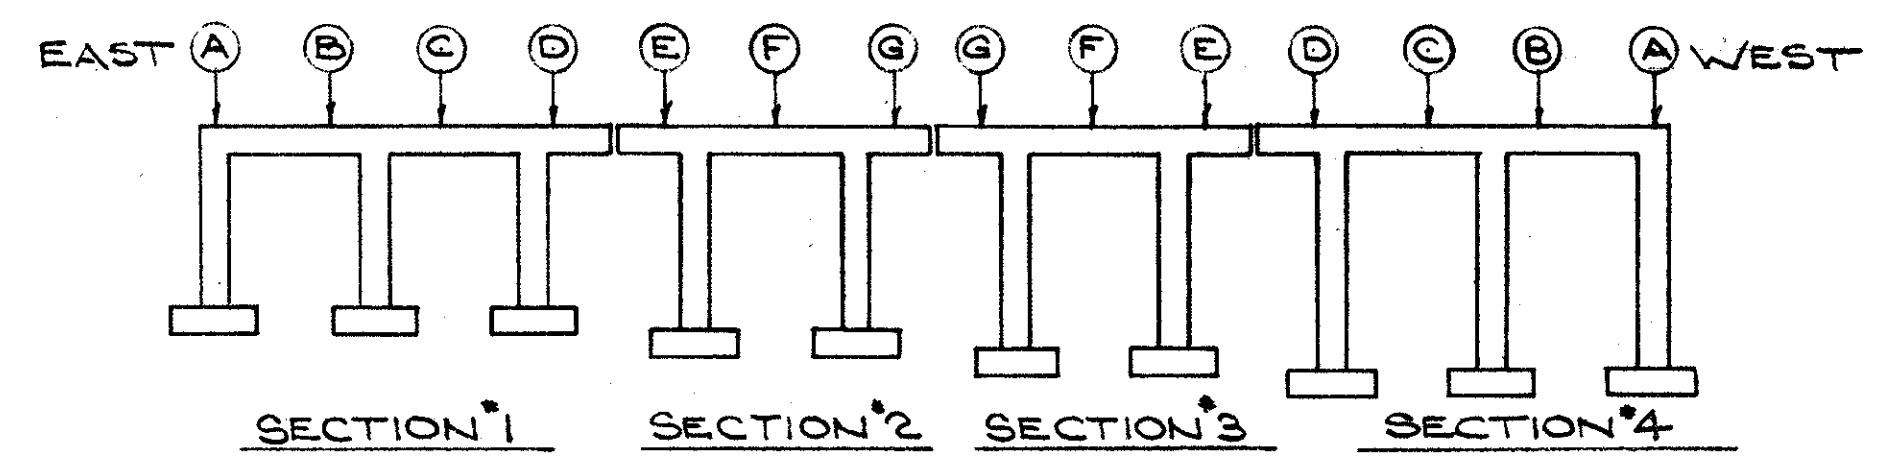 EAST A B C D E F G G F E D C B A WEST
SECTION #1 SECTION #2 SECTION #3 SECTION #4